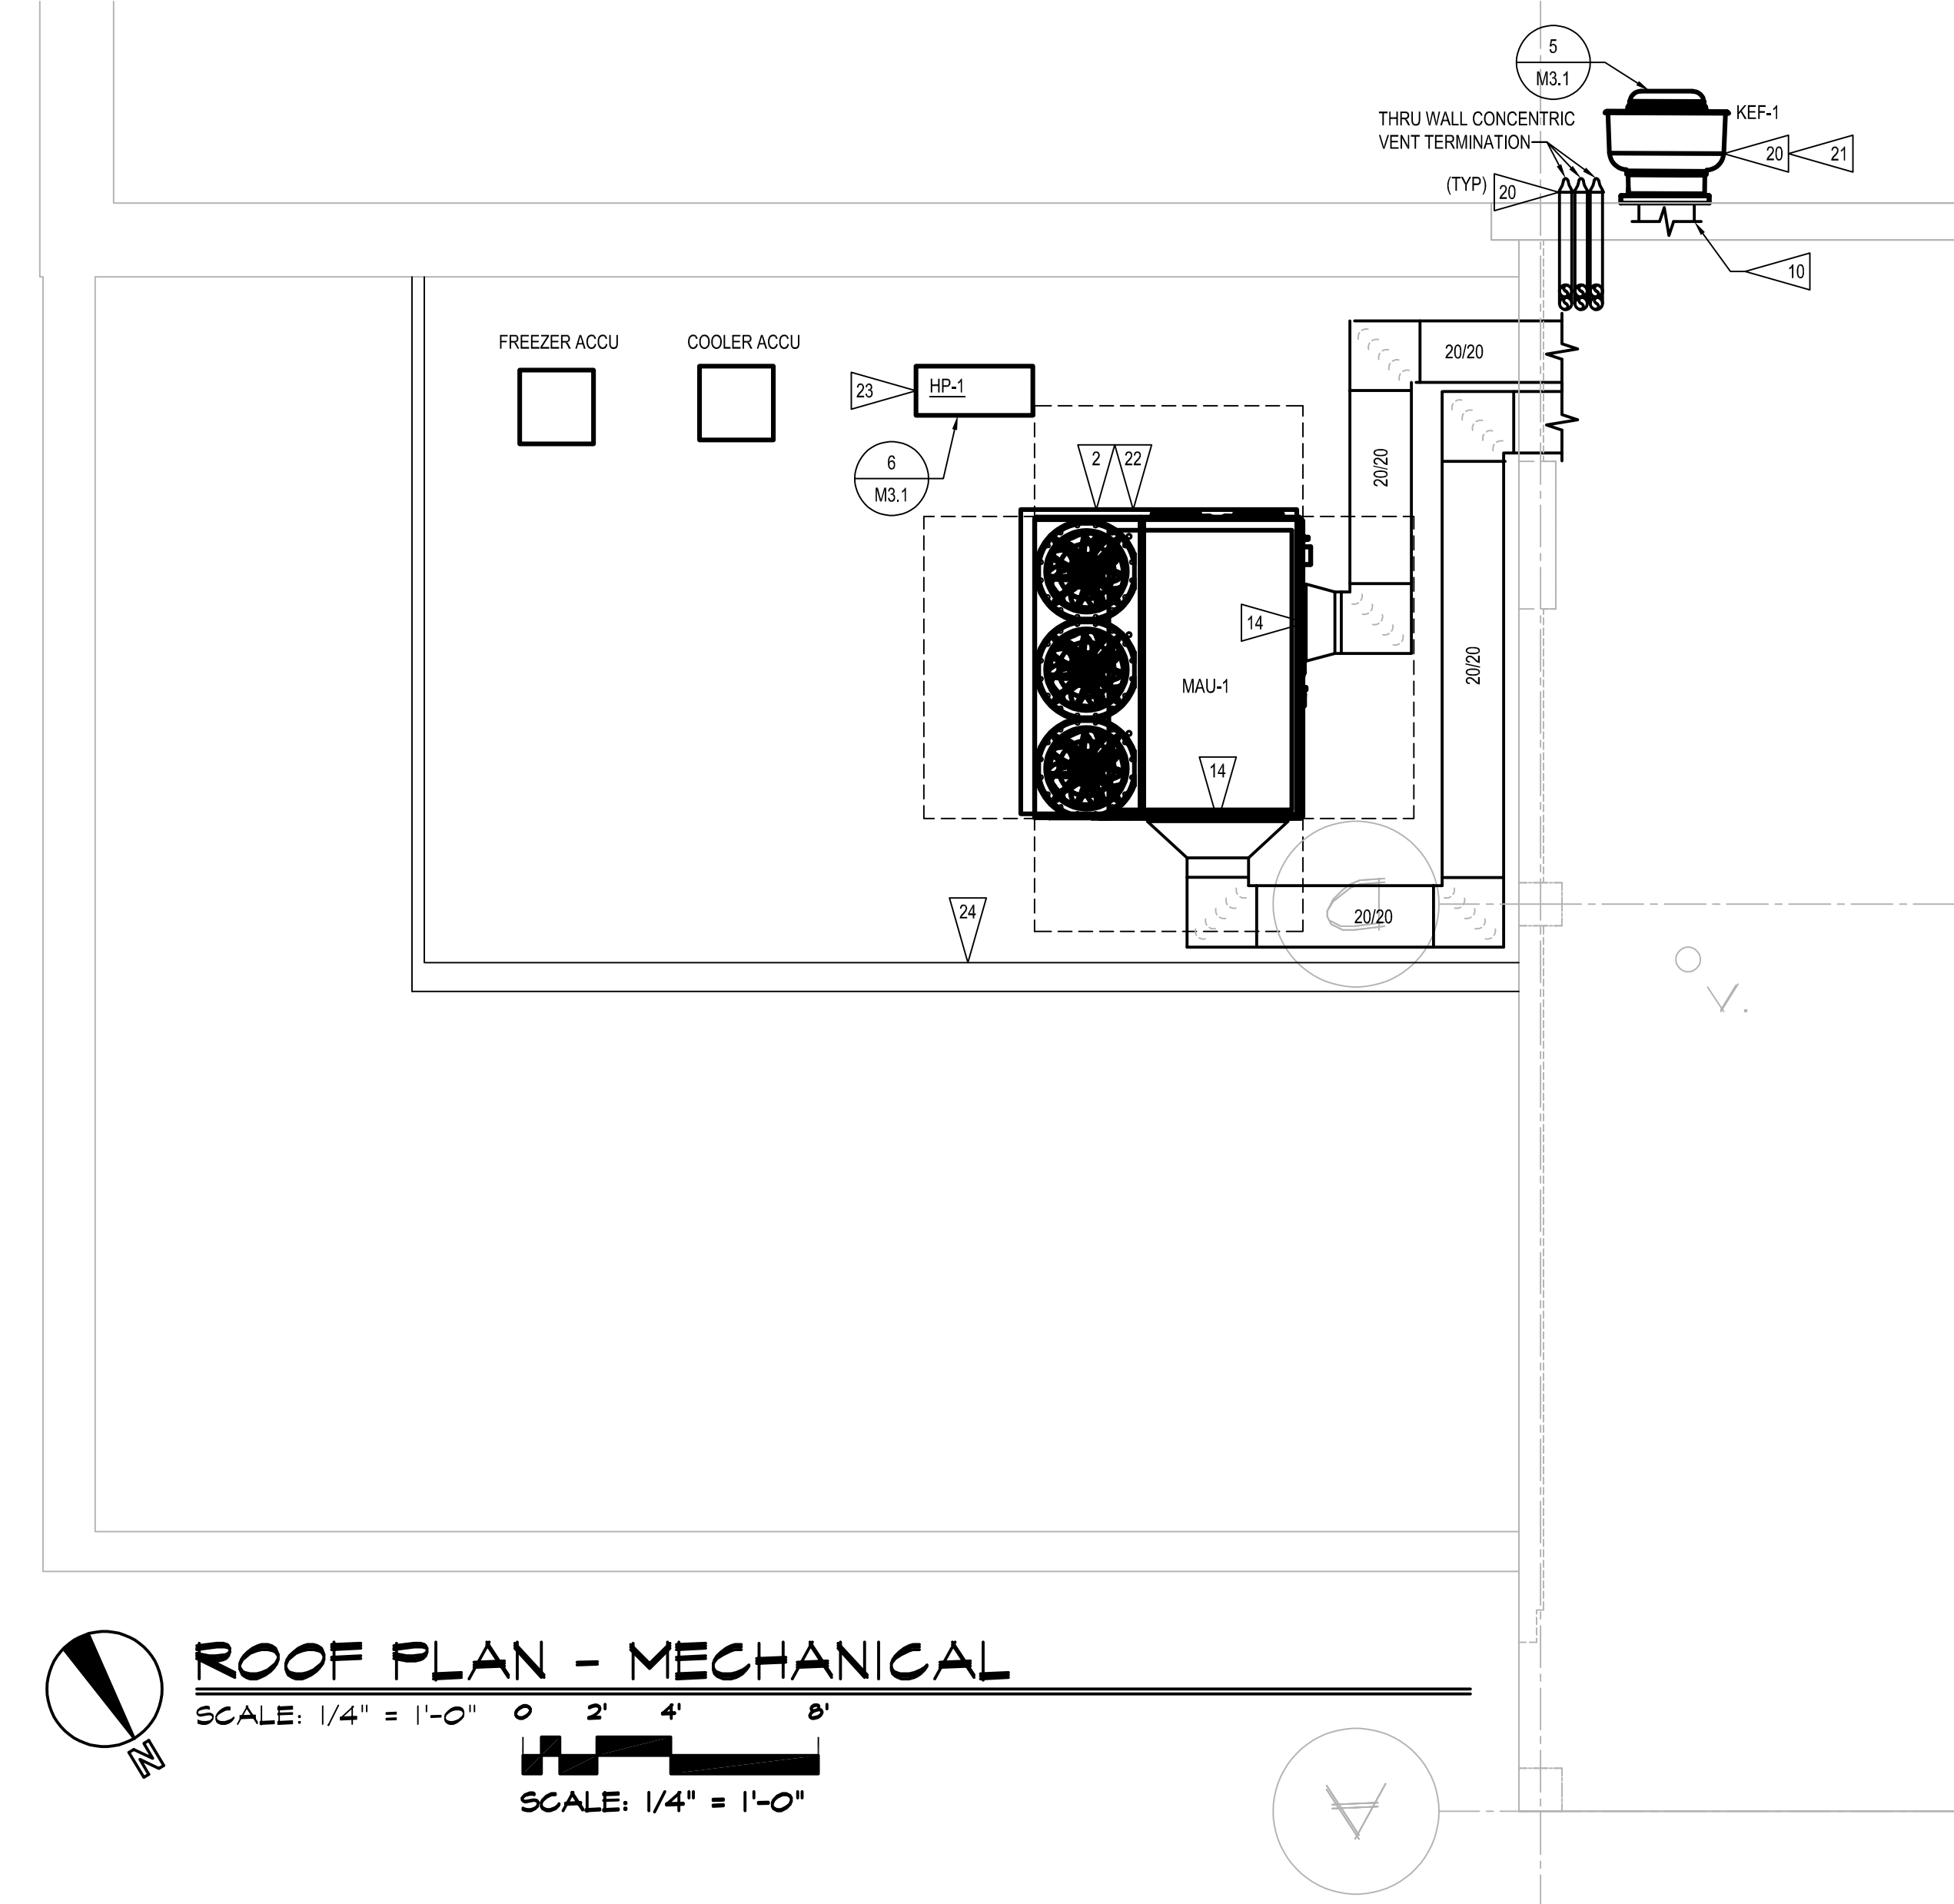 5
M3.1
KEF-1
THRU WALL CONCENTRIC
VENT TERMINATION
20
21
(TYP)
20
10
FREEZER ACCU
COOLER ACCU
20/20
23
HP-1
6
M3.1
2
22
20/20
14
20/20
MAU-1
14
24
20/20
V.
ROOF PLAN - MECHANICAL
SCALE: 1/4" = 1'-0"
0 2' 4' 8'
N
SCALE: 1/4" = 1'-0"
A